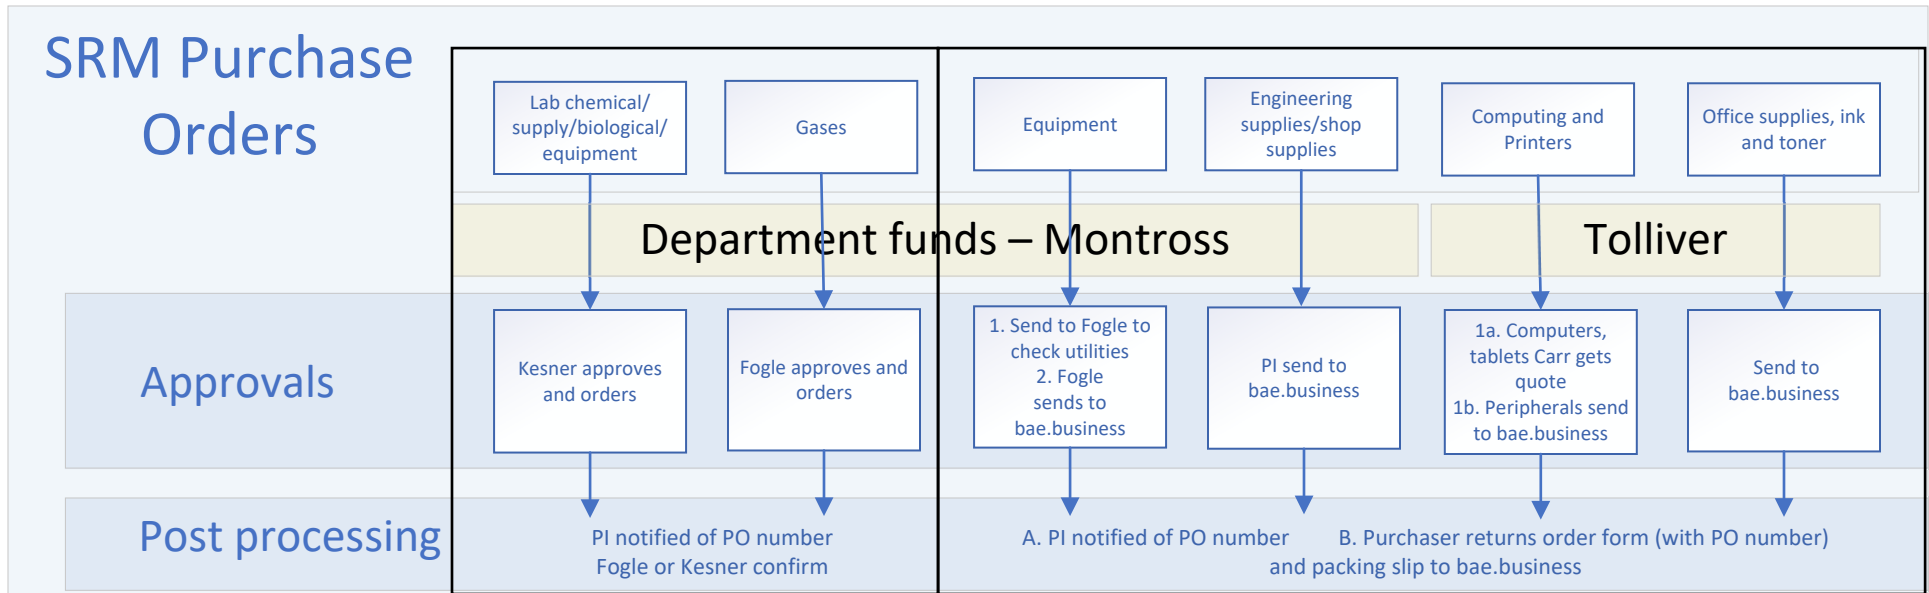 SRM Purchase
Orders
Lab chemical/
supply/biological/
equipment
Gases
Equipment
Engineering
supplies/shop
supplies
Computing and
Printers
Office supplies, ink
and toner
Department funds – Montross
Tolliver
Approvals
Kesner approves
and orders
Fogle approves and
orders
1. Send to Fogle to
check utilities
2. Fogle
sends to
bae.business
PI send to
bae.business
1a. Computers,
tablets Carr gets
quote
1b. Peripherals send
to bae.business
Send to
bae.business
Post processing
PI notified of PO number
Fogle or Kesner confirm
A. PI notified of PO number B. Purchaser returns order form (with PO number)
and packing slip to bae.business